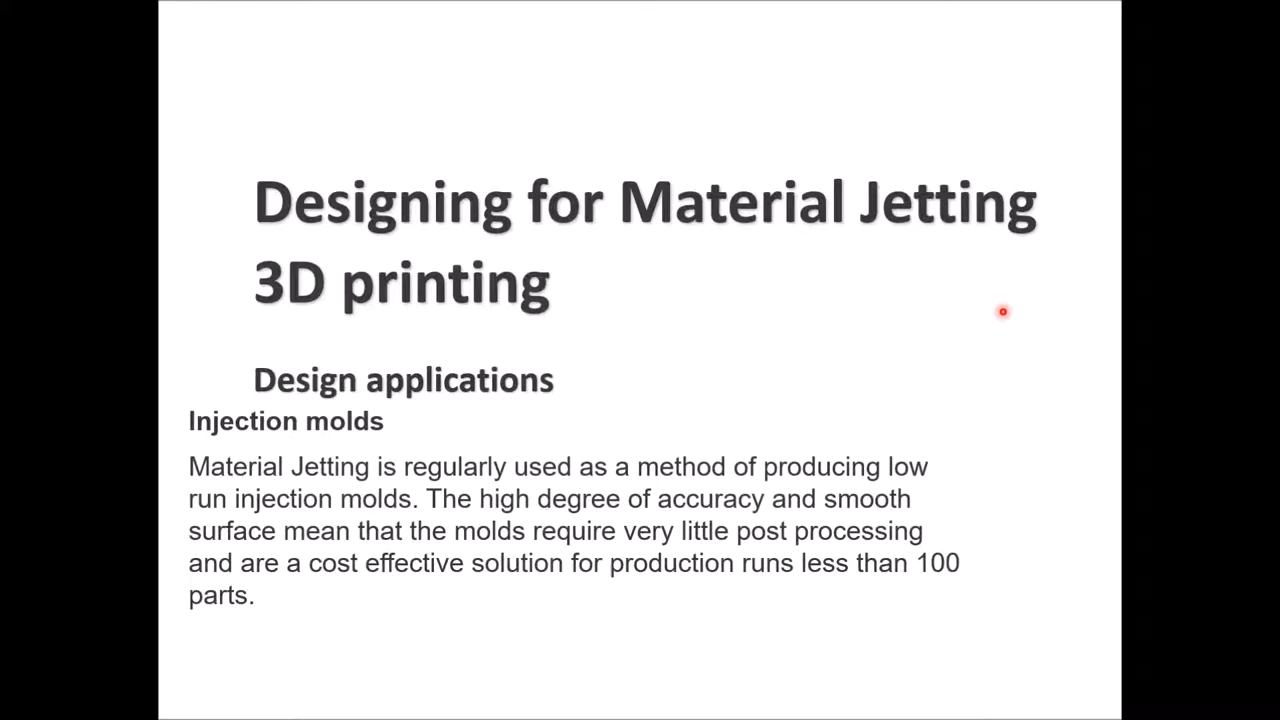 Designing for Material Jetting
3D printing
Design applications
Injection molds
Material Jetting is regularly used as a method of producing low
run injection molds. The high degree of accuracy and smooth
surface mean that the molds require very little post processing
and are a cost effective solution for production runs less than 100
parts.